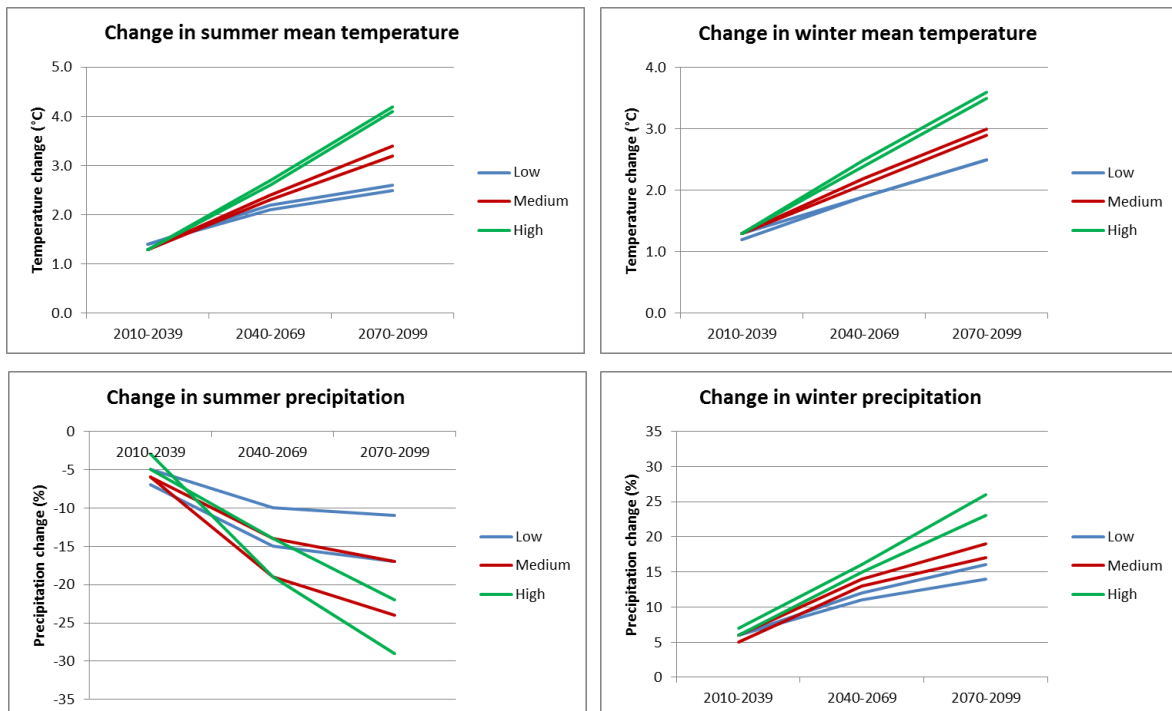 Change in summer mean temperature
Temperature change (°C)
5.0
4.0
3.0
2.0
1.0
0.0
2010-2039 2040-2069 2070-2099
Low
Medium
High
Change in winter mean temperature
Temperature change (°C)
4.0
3.0
2.0
1.0
0.0
2010-2039 2040-2069 2070-2099
Low
Medium
High
Change in summer precipitation
Precipitation change (%)
0
-5
-10
-15
-20
-25
-30
-35
2010-2039 2040-2069 2070-2099
Low
Medium
High
Change in winter precipitation
Precipitation change (%)
35
30
25
20
15
10
5
0
2010-2039 2040-2069 2070-2099
Low
Medium
High